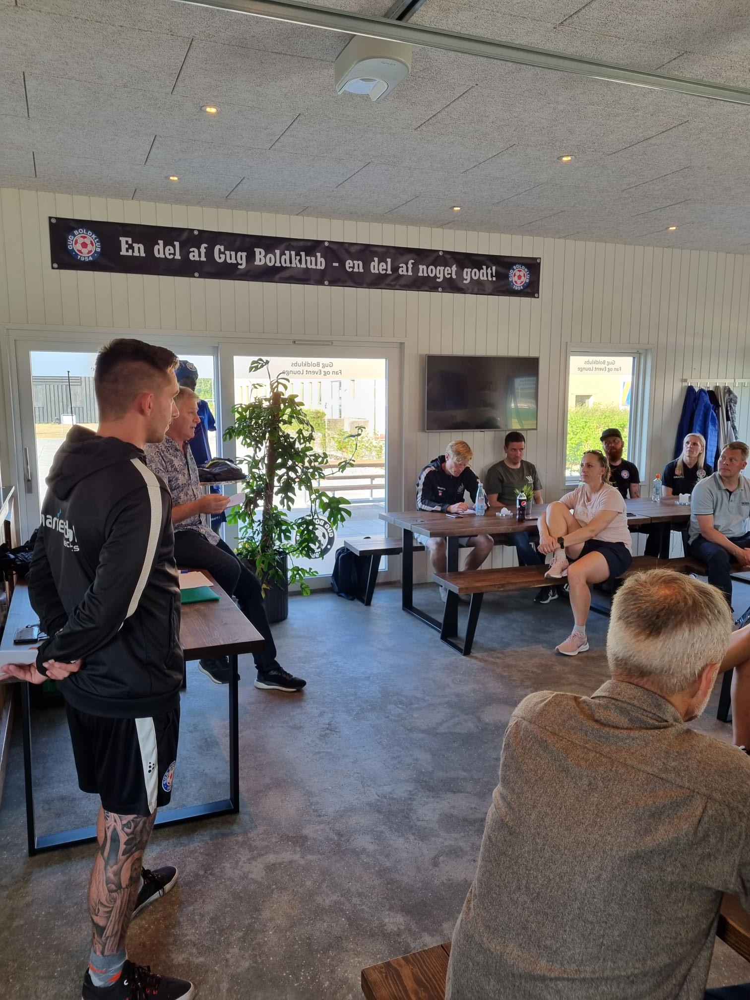 GUG BOLDKLUB
1954
En del af Gug Boldklub - en del af noget godt!
GUG BOLDKLUB
1954
Gug Boldklubs
Fan og Event Lounge
Gug Boldklubs
Fan og Event Lounge